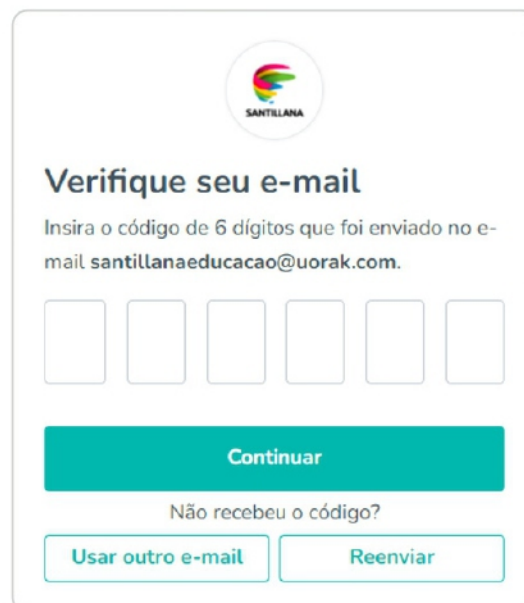 SANTILLANA
Verifique seu e-mail
Insira o código de 6 dígitos que foi enviado no e-
mail santillanaeducacao@uorak.com.
Continuar
Não recebeu o código?
Usar outro e-mail
Reenviar